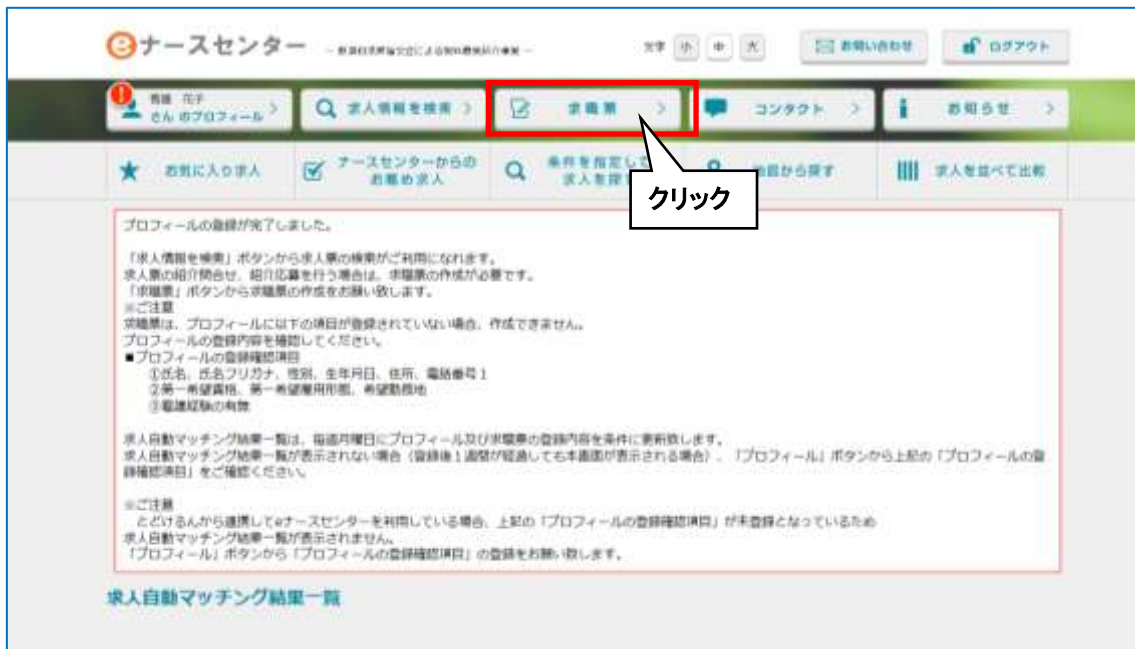 eナースセンター
文字 小 中 大 お問い合わせ ログアウト
看護 花子
さん のプロフィール
求人情報を検索
求職票
コンタクト
お知らせ
お気に入り求人
ナースセンターからの
お薦め求人
条件を指定して
求人を探す
地図から探す
求人を並べて比較
クリック
プロフィールの登録が完了しました。
「求人情報を検索」ボタンから求人票の検索がご利用になれます。
求人票の紹介問合せ、紹介応募を行う場合は、求職票の作成が必要です。
「求職票」ボタンから求職票の作成をお願い致します。
※ご注意
求職票は、プロフィールに以下の項目が登録されていない場合、作成できません。
プロフィールの登録内容を確認してください。
■プロフィールの登録確認項目
①氏名、氏名フリガナ、性別、生年月日、住所、電話番号1
②第一希望資格、第一希望雇用形態、希望勤務地
③看護経験の有無
求人自動マッチング結果一覧は、毎週月曜日にプロフィール及び求職票の登録内容を条件に更新致します。
求人自動マッチング結果一覧が表示されない場合（登録後1週間が経過しても本画面が表示される場合）、「プロフィール」ボタンから上記の「プロフィールの登
録確認項目」をご確認ください。
※ご注意
とどけるんから連携してeナースセンターを利用している場合、上記の「プロフィールの登録確認項目」が未登録となっているため
求人自動マッチング結果一覧が表示されません。
「プロフィール」ボタンから「プロフィールの登録確認項目」の登録をお願い致します。
求人自動マッチング結果一覧